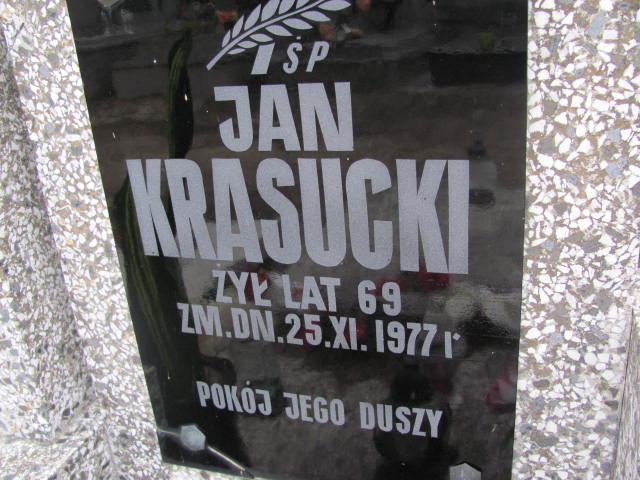 ŚP
JAN
KRASUCKI
ŻYŁ LAT 69
ZM.DN.25.XI.1977 r
POKÓJ JEGO DUSZY